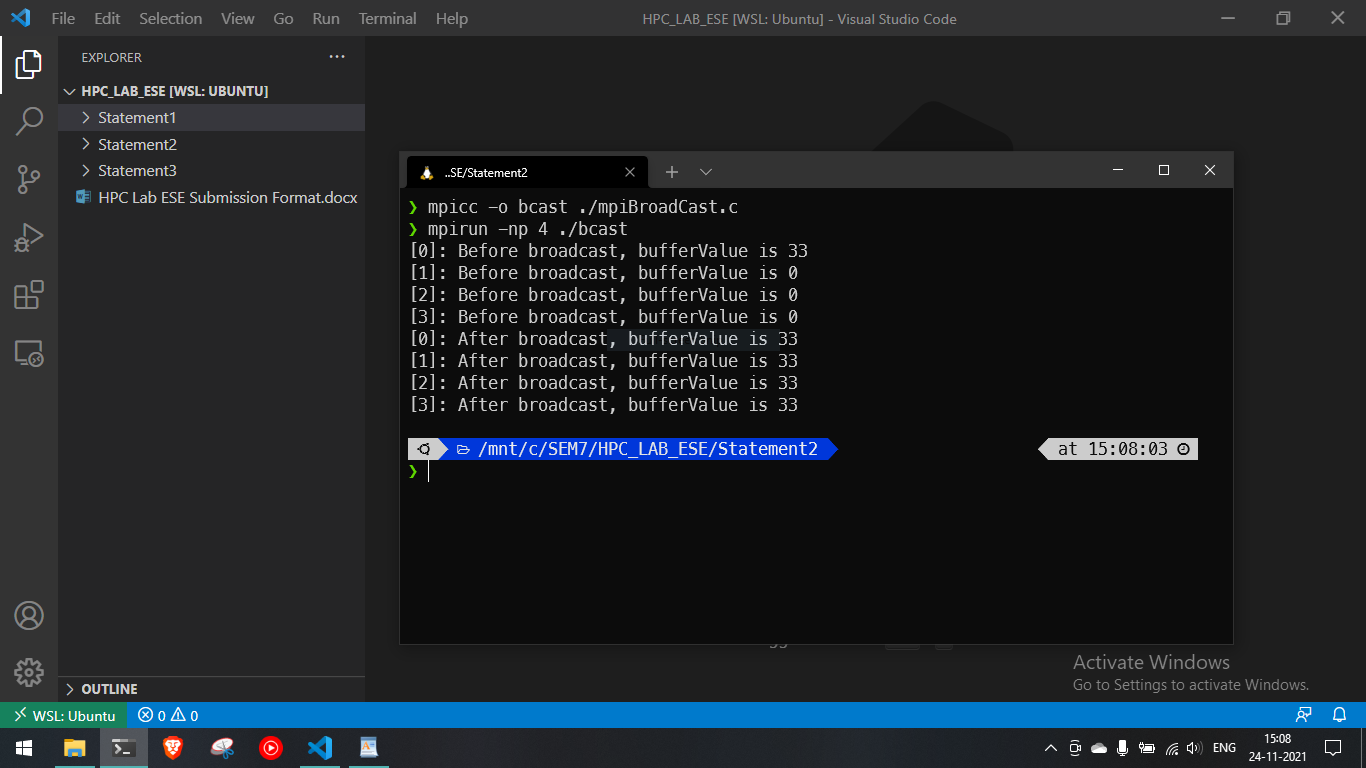 File Edit Selection View Go Run Terminal Help
HPC_LAB_ESE [WSL: Ubuntu] - Visual Studio Code
EXPLORER
HPC_LAB_ESE [WSL: UBUNTU]
Statement1
Statement2
Statement3
HPC Lab ESE Submission Format.docx
..SE/Statement2
❯ mpicc -o bcast ./mpiBroadCast.c
❯ mpirun -np 4 ./bcast
[0]: Before broadcast, bufferValue is 33
[1]: Before broadcast, bufferValue is 0
[2]: Before broadcast, bufferValue is 0
[3]: Before broadcast, bufferValue is 0
[0]: After broadcast, bufferValue is 33
[1]: After broadcast, bufferValue is 33
[2]: After broadcast, bufferValue is 33
[3]: After broadcast, bufferValue is 33
/mnt/c/SEM7/HPC_LAB_ESE/Statement2
at 15:08:03
❯
Activate Windows
Go to Settings to activate Windows.
OUTLINE
WSL: Ubuntu
0 0
ENG
15:08
24-11-2021